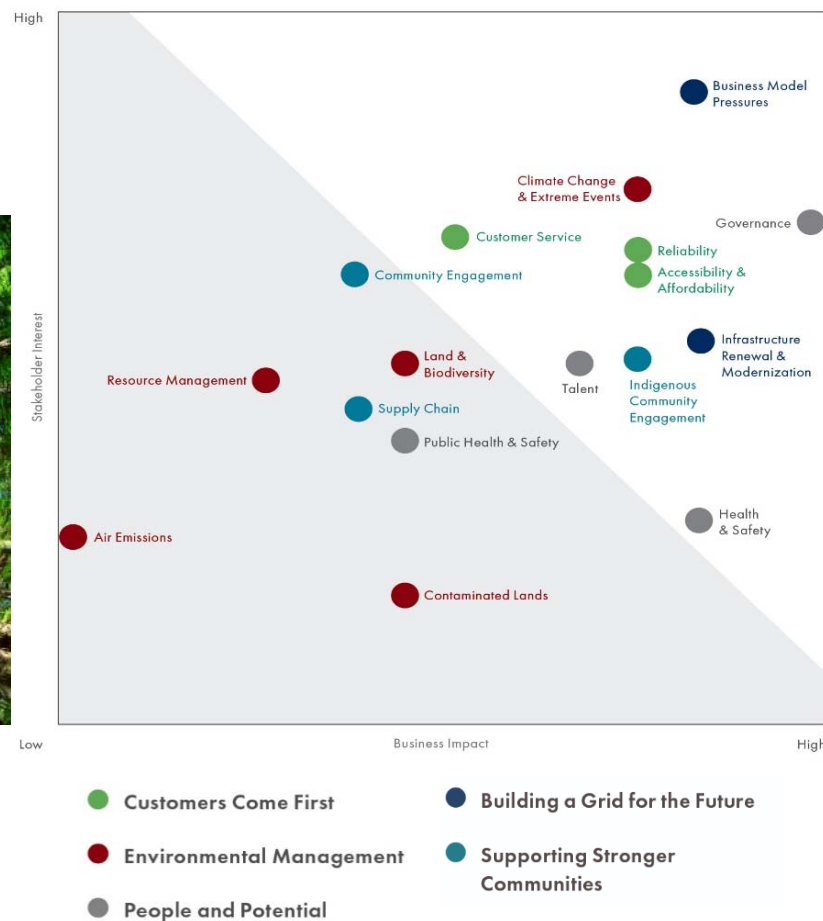 High
Business Model
Pressures
Climate Change
& Extreme Events
Governance
Customer Service
Reliability
Community Engagement
Accessibility &
Affordability
Stakeholder Interest
Land &
Biodiversity
Infrastructure
Renewal &
Modernization
Resource Management
Talent
Indigenous
Community
Engagement
Supply Chain
Public Health & Safety
Health
& Safety
Air Emissions
Contaminated Lands
Low
Business Impact
High
Customers Come First
Building a Grid for the Future
Environmental Management
Supporting Stronger
Communities
People and Potential